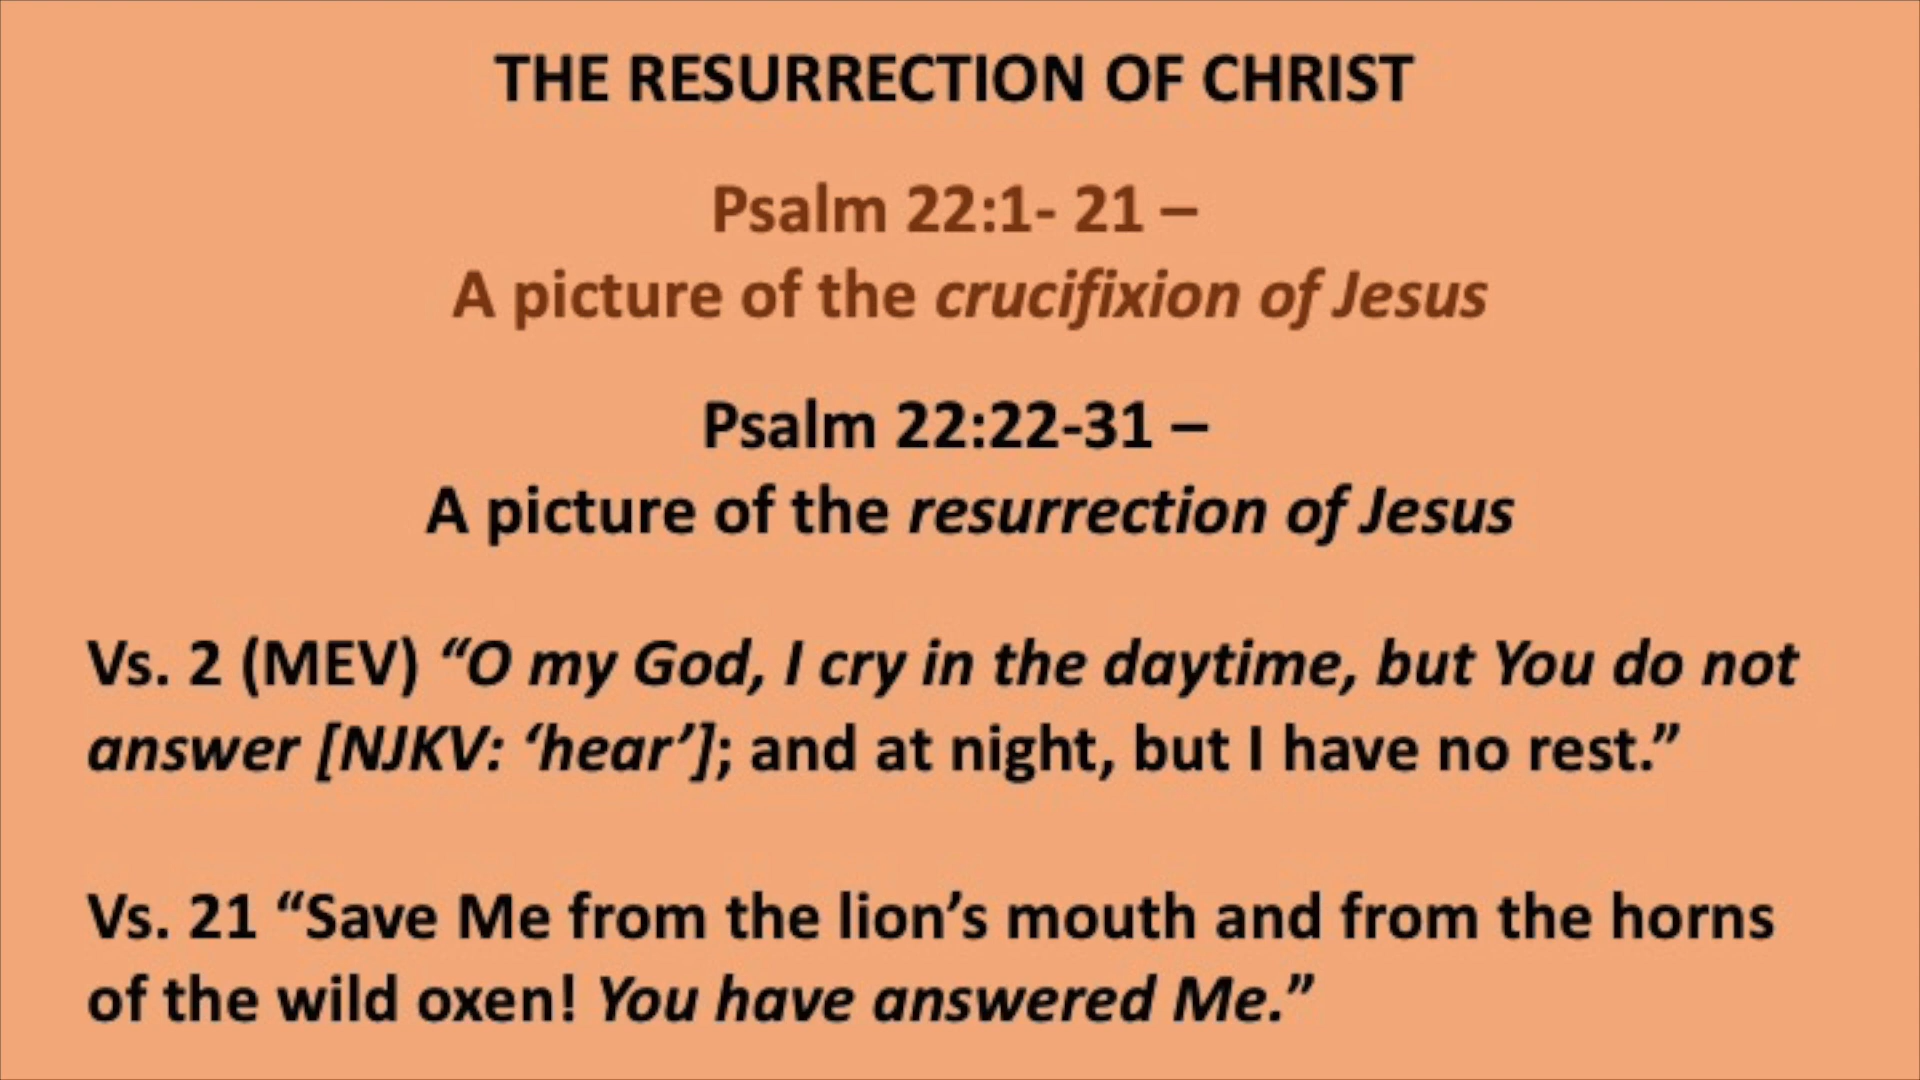 THE RESURRECTION OF CHRIST
Psalm 22:1- 21 –
A picture of the crucifixion of Jesus
Psalm 22:22-31 –
A picture of the resurrection of Jesus
Vs. 2 (MEV) “O my God, I cry in the daytime, but You do not
answer [NJKV: ‘hear’]; and at night, but I have no rest.”
Vs. 21 “Save Me from the lion’s mouth and from the horns
of the wild oxen! You have answered Me.”